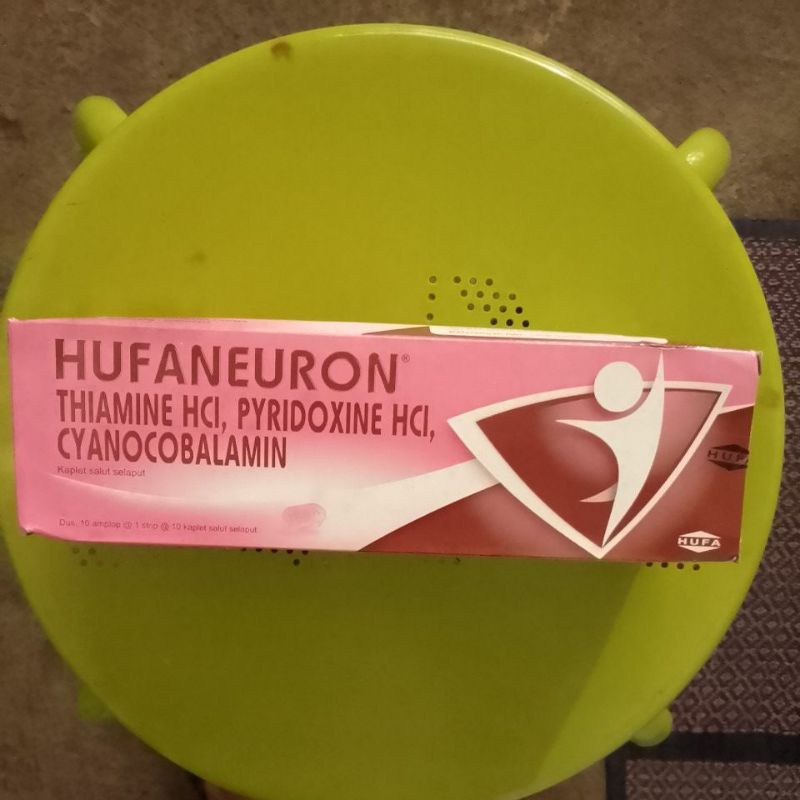 HUFANEURON®
THIAMINE HCl, PYRIDOXINE HCl,
CYANOCOBALAMIN
Kaplet salut selaput
Dus, 10 amplop @ 1 strip @ 10 kaplet salut selaput
HUFA